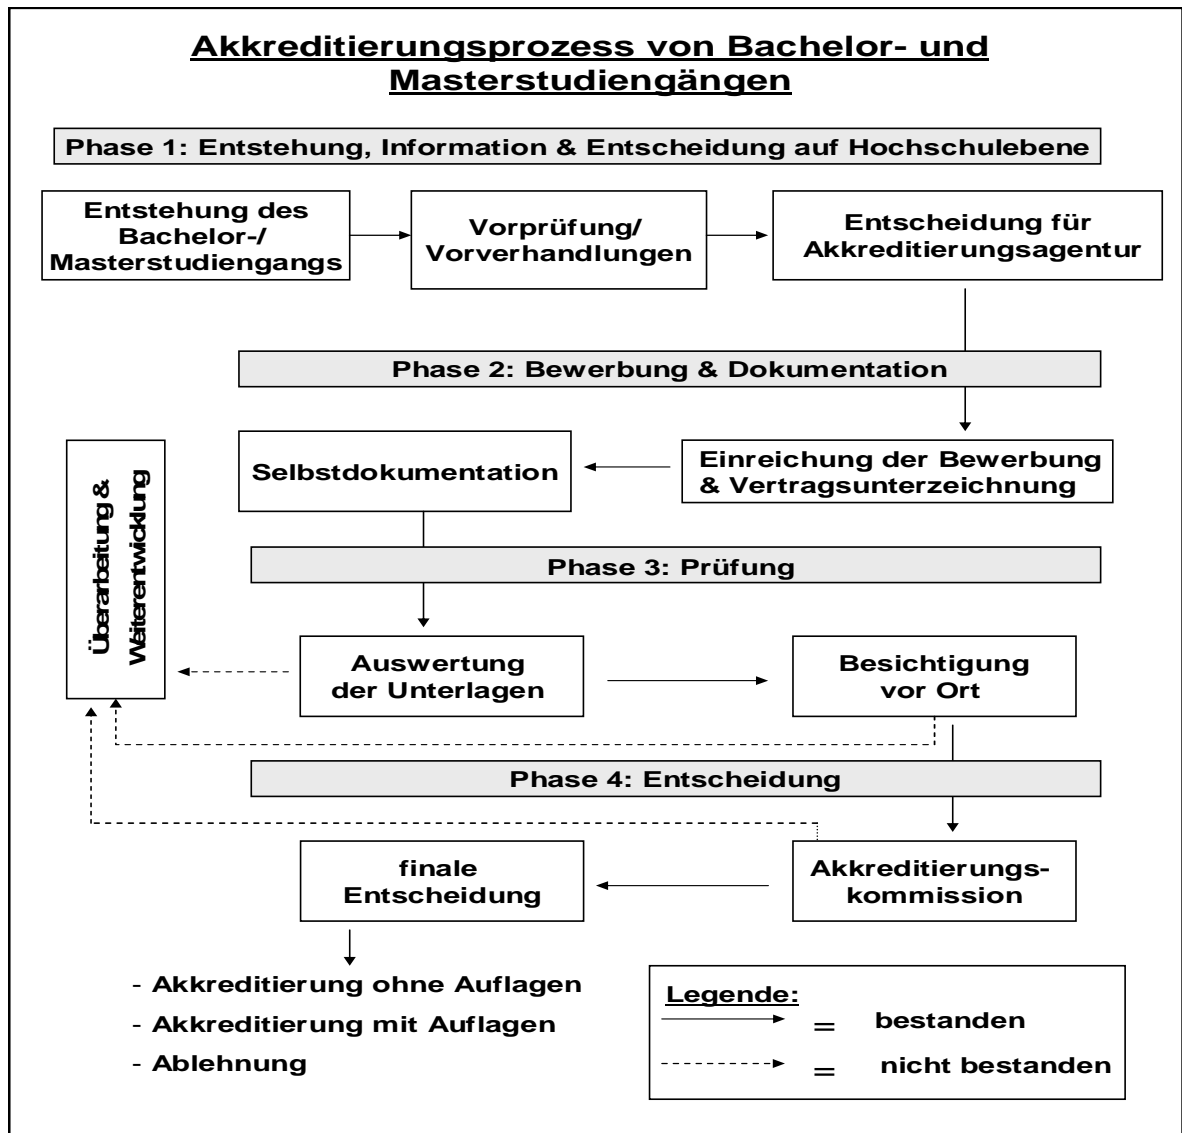 Akkreditierungsprozess von Bachelor- und
Masterstudiengängen
Phase 1: Entstehung, Information & Entscheidung auf Hochschulebene
Entstehung des
Bachelor-/
Masterstudiengangs
Vorprüfung/
Vorverhandlungen
Entscheidung für
Akkreditierungsagentur
Phase 2: Bewerbung & Dokumentation
Selbstdokumentation
Einreichung der Bewerbung
& Vertragsunterzeichnung
Überarbeitung &
Weiterentwicklung
Phase 3: Prüfung
Auswertung
der Unterlagen
Besichtigung
vor Ort
Phase 4: Entscheidung
finale
Entscheidung
Akkreditierungs-
kommission
- Akkreditierung ohne Auflagen
- Akkreditierung mit Auflagen
- Ablehnung
Legende:
= bestanden
= nicht bestanden